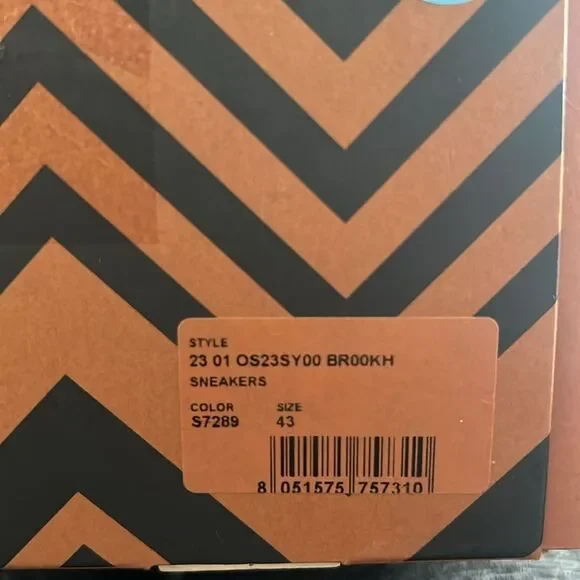 STYLE
23 01 OS23SY00 BR00KH
SNEAKERS
COLOR SIZE
S7289 43
8 051575 757310